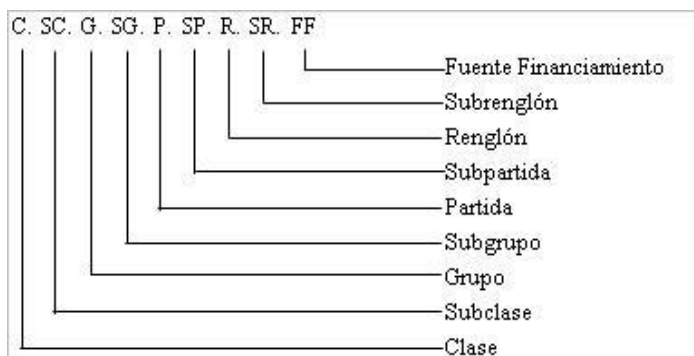 C. SC. G. SG. P. SP. R. SR. FF
Fuente Financiamiento
Subrenglón
Renglón
Subpartida
Partida
Subgrupo
Grupo
Subclase
Clase